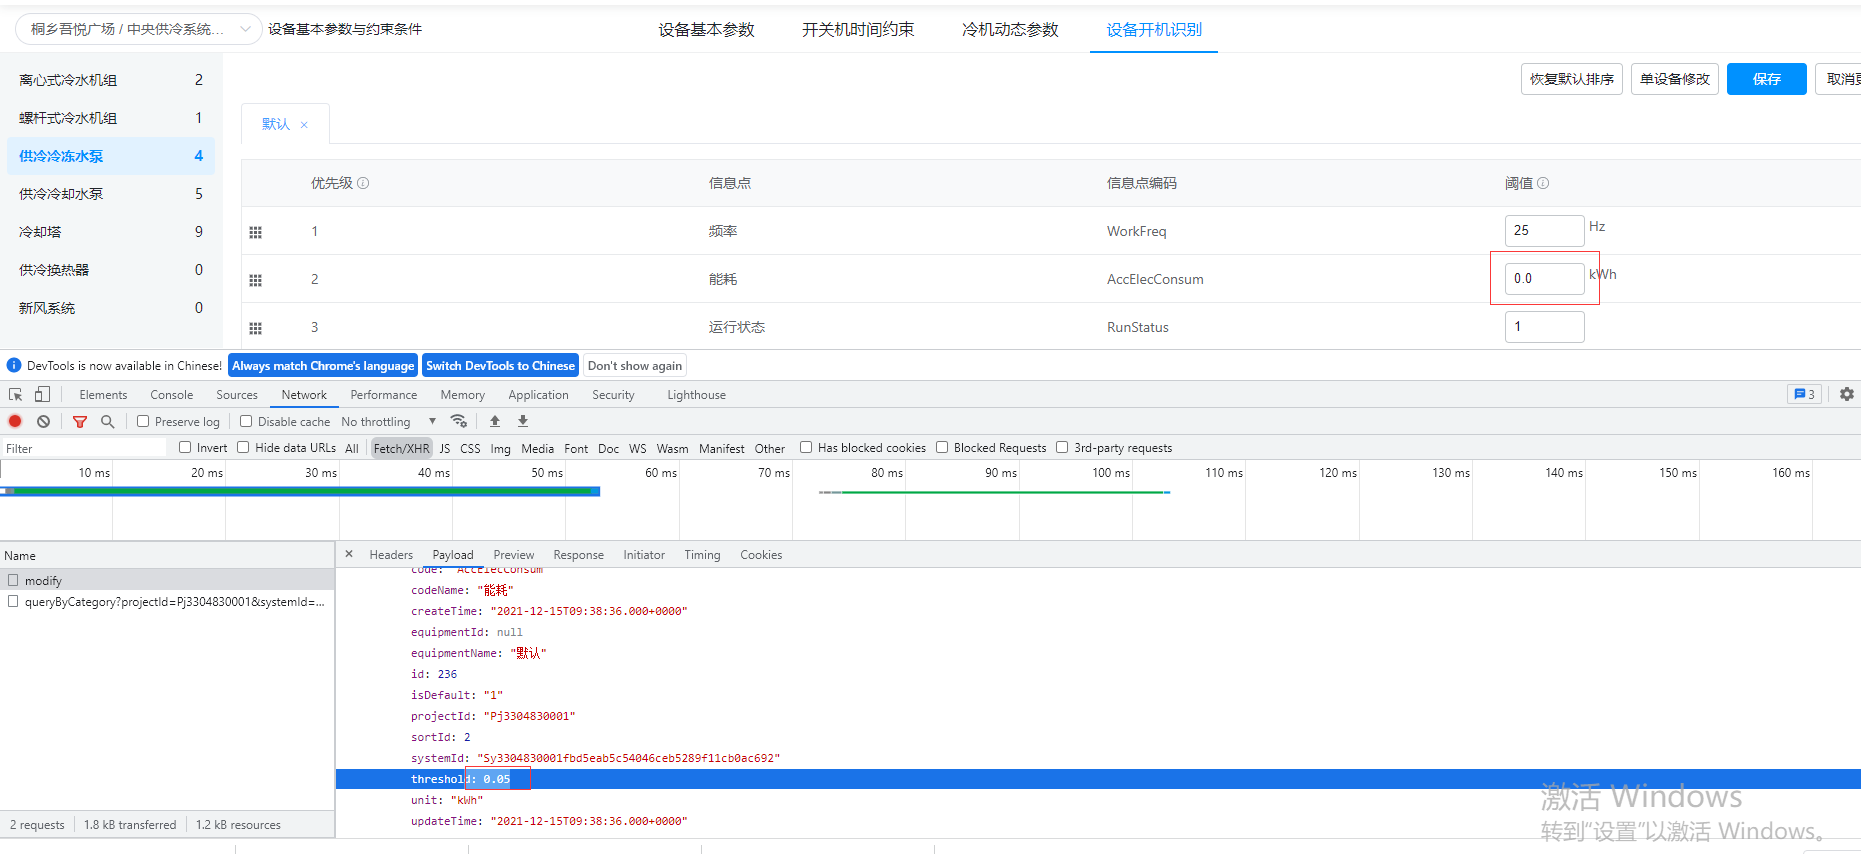 桐乡吾悦广场 / 中央供冷系统... 设备基本参数与约束条件 设备基本参数 开关机时间约束 冷机动态参数 设备开机识别
离心式冷水机组 2
螺杆式冷水机组 1
供冷冷冻水泵 4
供冷冷却水泵 5
冷却塔 9
供冷换热器 0
新风系统 0
恢复默认排序 单设备修改 保存 取消更
默认 ×
优先级 信息点 信息点编码 阈值
1 频率 WorkFreq 25 Hz
2 能耗 AccElecConsum 0.0 kWh
3 运行状态 RunStatus 1
DevTools is now available in Chinese! Always match Chrome's language Switch DevTools to Chinese Don't show again
Elements Console Sources Network Performance Memory Application Security Lighthouse 3
Preserve log Disable cache No throttling
Filter Invert Hide data URLs All Fetch/XHR JS CSS Img Media Font Doc WS Wasm Manifest Other Has blocked cookies Blocked Requests 3rd-party requests
10 ms 20 ms 30 ms 40 ms 50 ms 60 ms 70 ms 80 ms 90 ms 100 ms 110 ms 120 ms 130 ms 140 ms 150 ms 160 ms
Name × Headers Payload Preview Response Initiator Timing Cookies
modify
queryByCategory?projectId=Pj3304830001&systemId=...
code: "AccElecConsum"
codeName: "能耗"
createTime: "2021-12-15T09:38:36.000+0000"
equipmentId: null
equipmentName: "默认"
id: 236
isDefault: "1"
projectId: "Pj3304830001"
sortId: 2
systemId: "Sy3304830001fbd5eab5c54046ceb5289f11cb0ac692"
threshold: 0.05
unit: "kWh"
updateTime: "2021-12-15T09:38:36.000+0000"
2 requests 1.8 kB transferred 1.2 kB resources
激活 Windows
转到"设置"以激活 Windows。